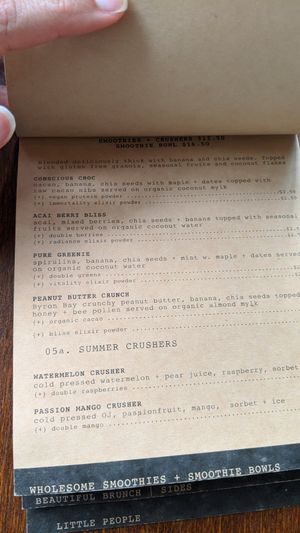 SMOOTHIES + CRUSHERS $11.50
SMOOTHIE BOWL $16.50
Blended deliciously thick with banana and chia seeds. Topped
with gluten free granola, seasonal fruits and coconut flakes
CONSCIOUS CHOC
cacao, banana, chia seeds with maple + dates topped with
raw cacao nibs served on organic coconut mylk
(+) vegan protein powder
(+) immortality elixir powder
ACAI BERRY BLISS
acai, mixed berries, chia seeds + banana topped with seasonal
fruits served on organic coconut water
(+) double berries
(+) radiance elixir powder
PURE GREENIE
spirulina, banana, chia seeds + mint w. maple + dates served
on organic coconut water
(+) double greens
(+) vitality elixir powder
PEANUT BUTTER CRUNCH
Byron Bay crunchy peanut butter, banana, chia seeds topped
honey + bee pollen served on organic almond mylk
(+) organic cacao
(+) bliss elixir powder
05a. SUMMER CRUSHERS
WATERMELON CRUSHER
cold pressed watermelon + pear juice, raspberry, sorbet
(+) double raspberries
PASSION MANGO CRUSHER
cold pressed OJ, passionfruit, mango, sorbet + ice
(+) double mango
WHOLESOME SMOOTHIES + SMOOTHIE BOWLS
BEAUTIFUL BRUNCH | SIDES
LITTLE PEOPLE